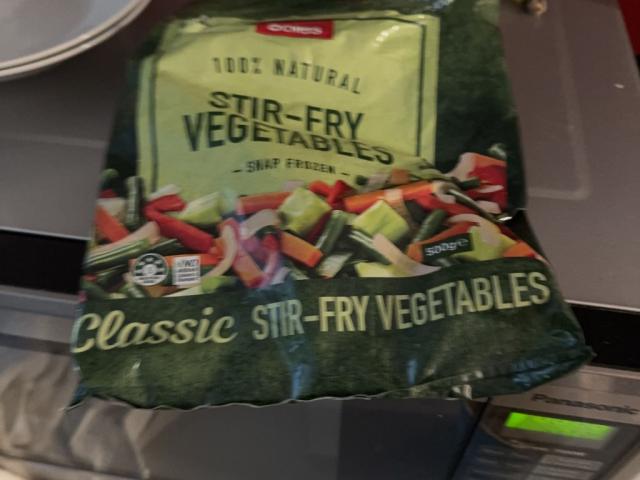 coles
100% NATURAL
STIR-FRY
VEGETABLES
- SNAP FROZEN -
500g e
Classic STIR-FRY VEGETABLES
Panasonic